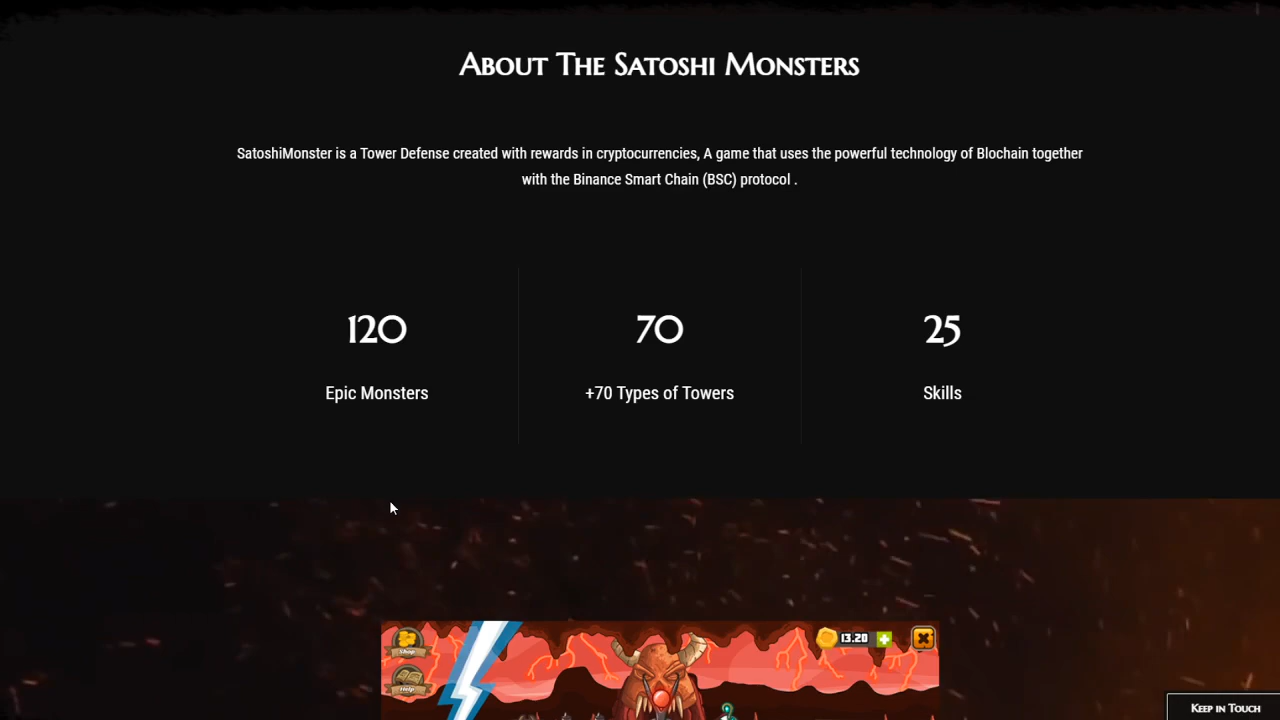 About The Satoshi Monsters
SatoshiMonster is a Tower Defense created with rewards in cryptocurrencies, A game that uses the powerful technology of Blochain together
with the Binance Smart Chain (BSC) protocol .
120
70
25
Epic Monsters
+70 Types of Towers
Skills
Shop
13.20
Help
Keep in Touch